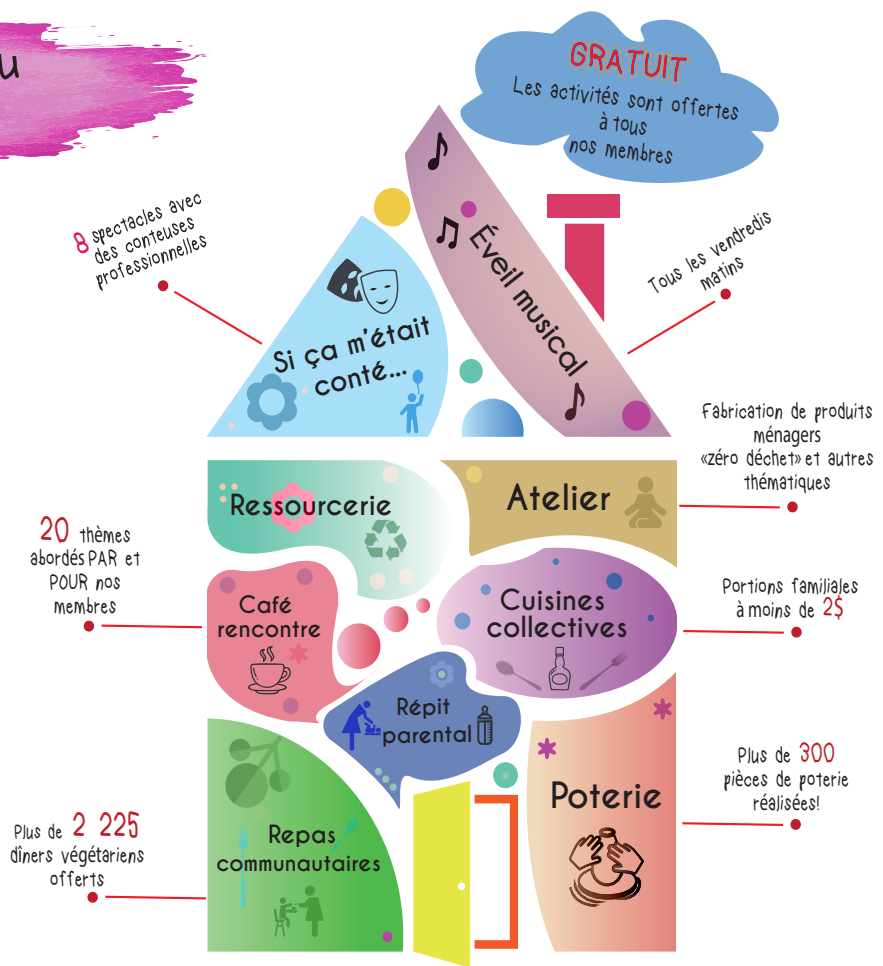 u
GRATUIT
Les activités sont offertes
à tous
nos membres
8 spectacles avec
des conteuses
professionnelles
Éveil musical
Tous les vendredis
matins
Si ça m'était
conté...
Fabrication de produits
ménagers
«zéro déchet» et autres
thématiques
Ressourcerie
Atelier
20 thèmes
abordés PAR et
POUR nos
membres
Café
rencontre
Cuisines
collectives
Portions familiales
à moins de 2$
Répit
parental
Plus de 300
pièces de poterie
réalisées!
Poterie
Plus de 2 225
dîners végétariens
offerts
Repas
communautaires